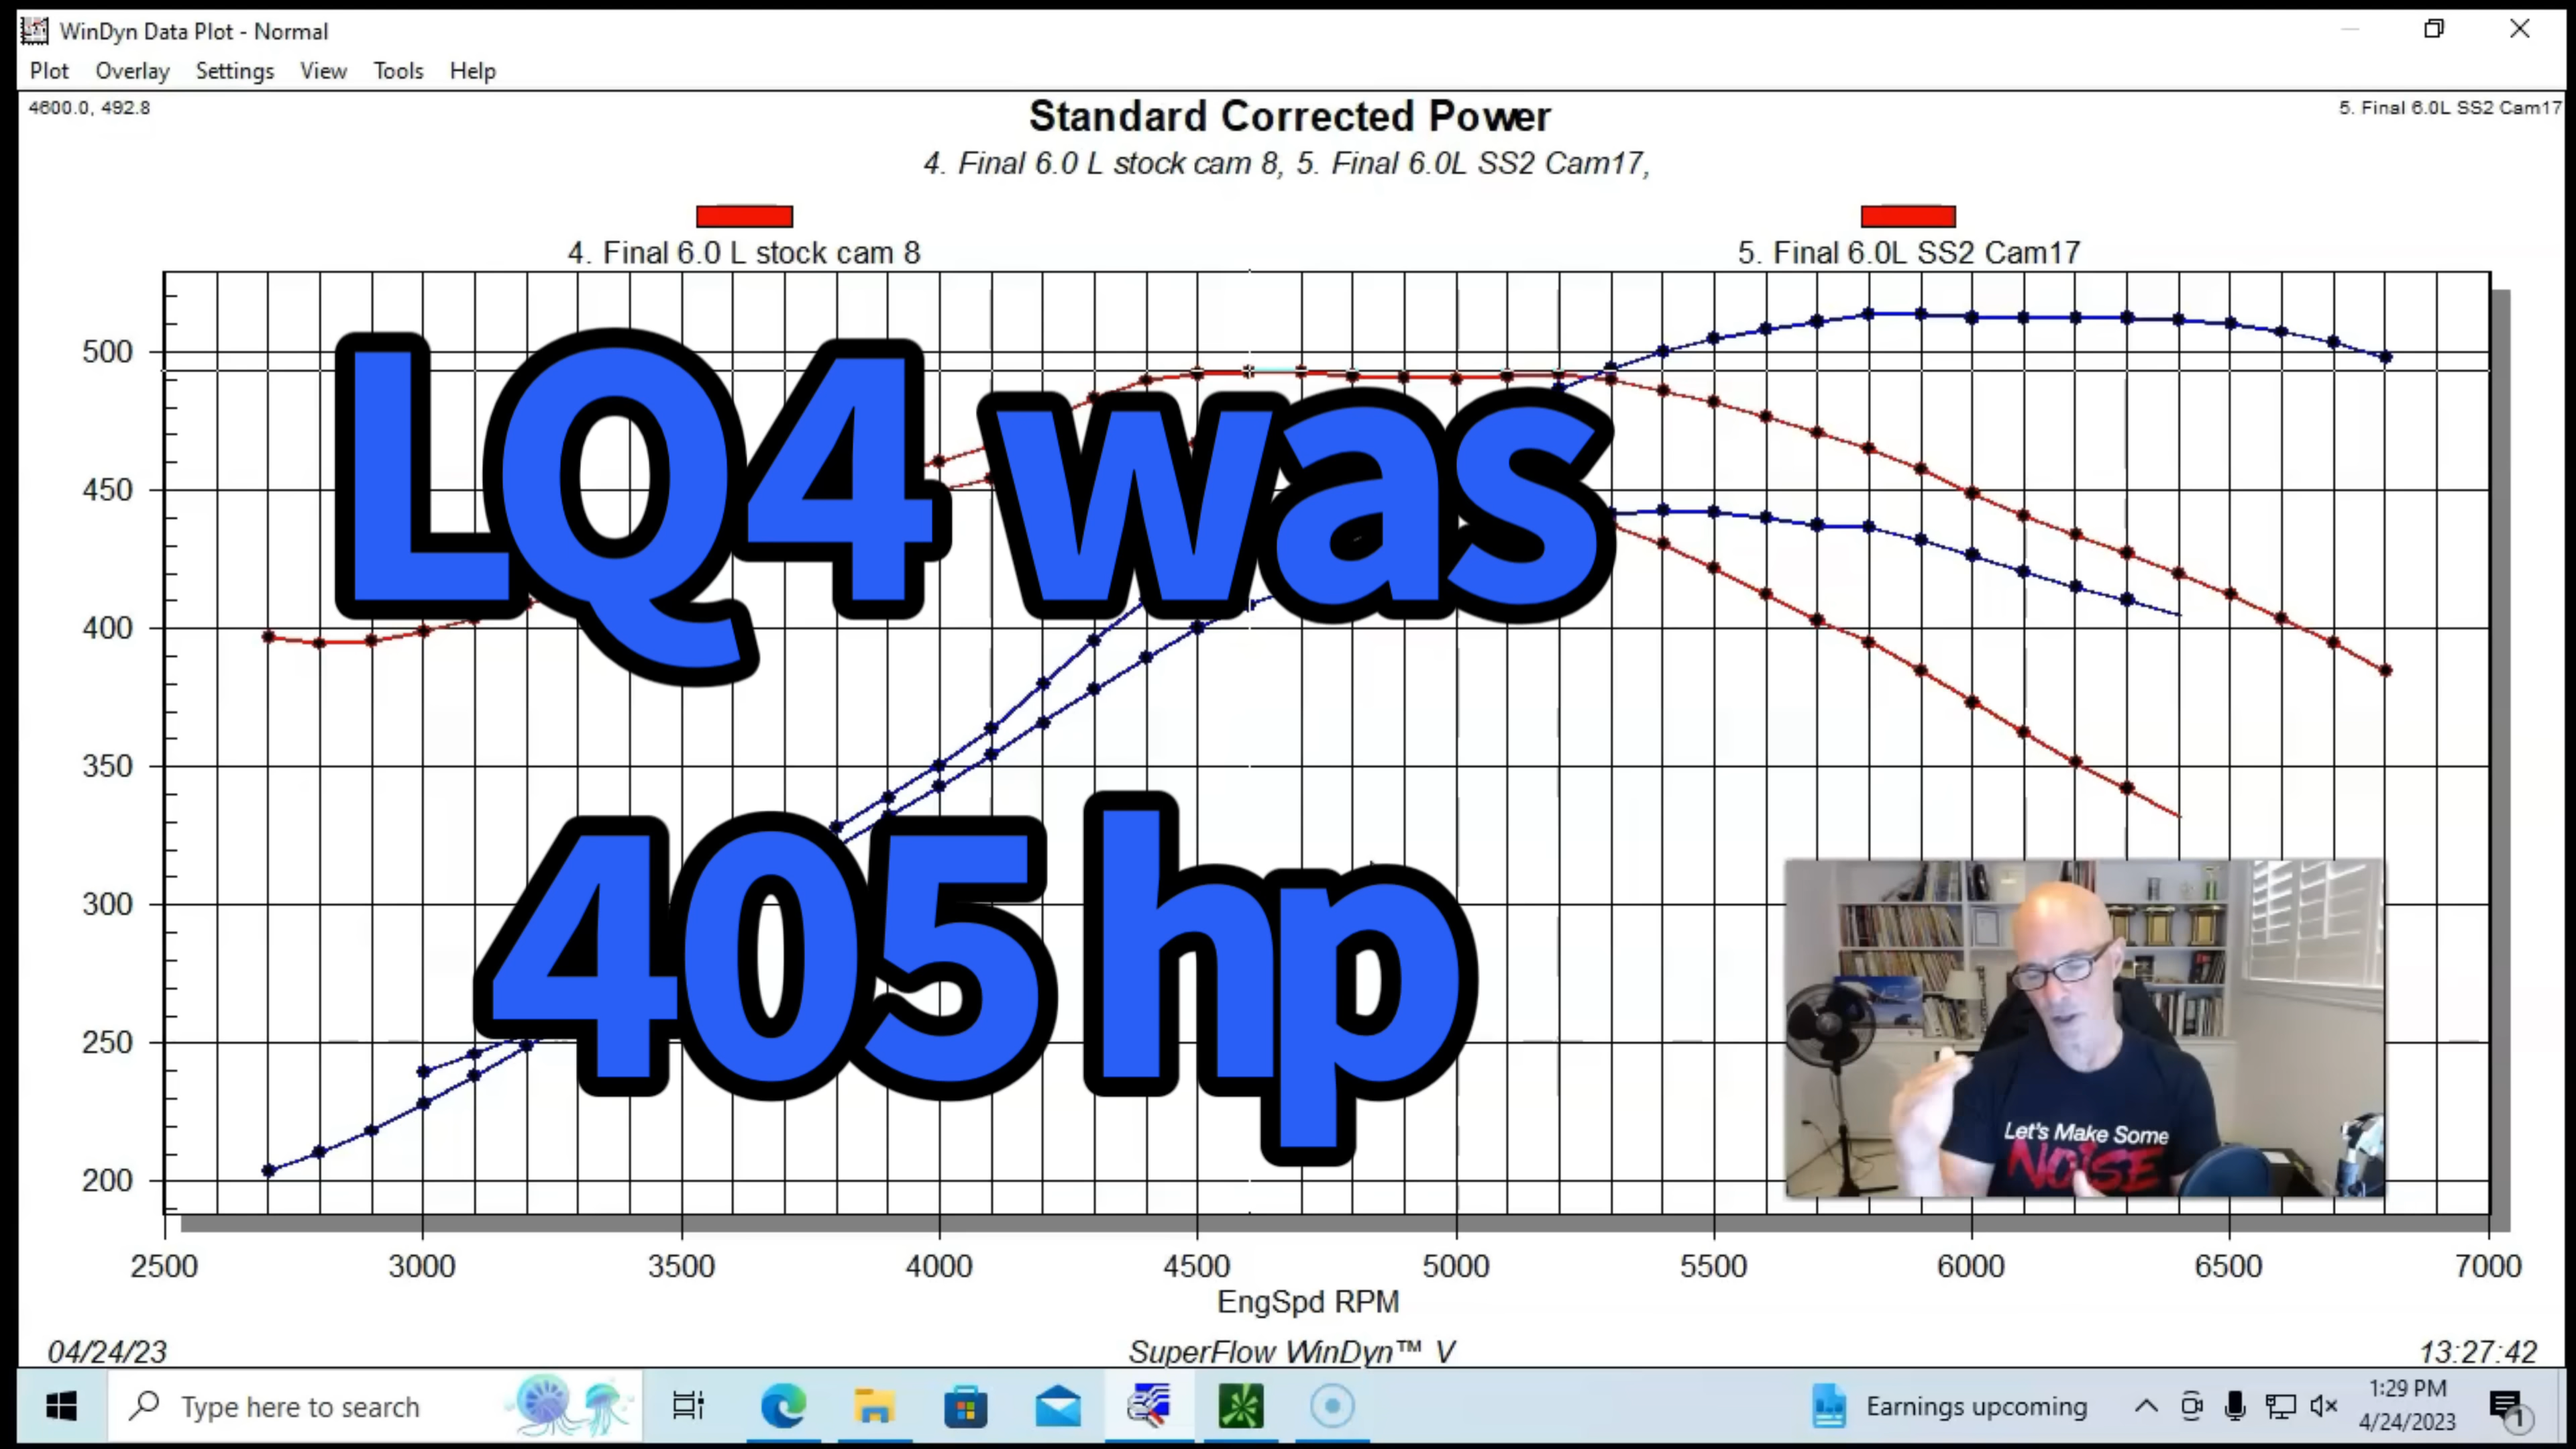 WinDyn Data Plot - Normal
Plot Overlay Settings View Tools Help
4600.0, 492.8
Standard Corrected Power
5. Final 6.0L SS2 Cam17
4. Final 6.0 L stock cam 8, 5. Final 6.0L SS2 Cam17,
4. Final 6.0 L stock cam 8
5. Final 6.0L SS2 Cam17
500
450
400
350
300
250
200
LQ4 was
405 hp
Let's Make Some
NOISE
2500 3000 3500 4000 4500 5000 5500 6000 6500 7000
EngSpd RPM
04/24/23
SuperFlow WinDyn™ V
13:27:42
Type here to search
Earnings upcoming
1:29 PM
4/24/2023
1